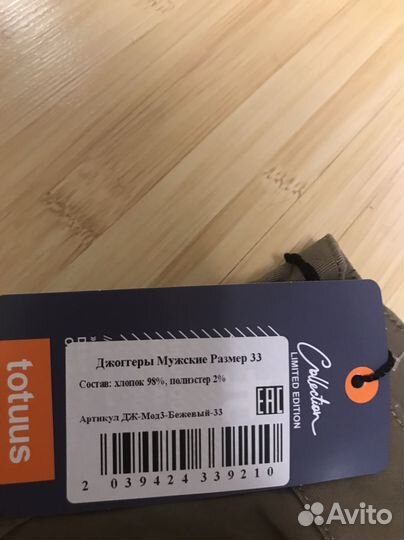 Джоггеры Мужские Размер 33
Состав: хлопок 98%, полиэстер 2%
Артикул ДЖ-Мод3-Бежевый-33
EAC
2 039424 339210
totuus
Collection
LIMITED EDITION
Avito